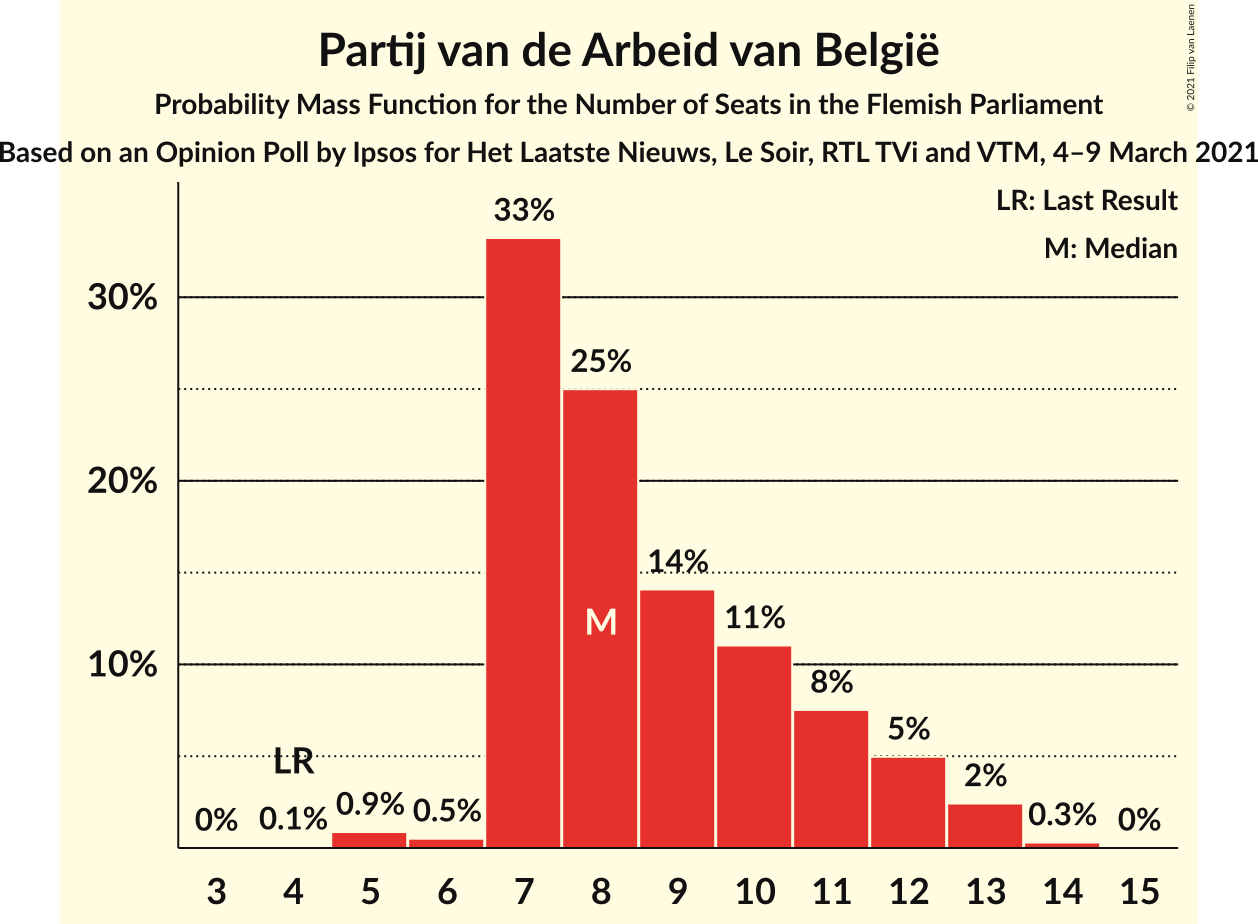 Partij van de Arbeid van België
Probability Mass Function for the Number of Seats in the Flemish Parliament
Based on an Opinion Poll by Ipsos for Het Laatste Nieuws, Le Soir, RTL TVi and VTM, 4–9 March 2021
© 2021 Filip van Laenen
LR: Last Result
M: Median
33%
30%
25%
20%
14%
M
11%
10%
8%
5%
LR
2%
0% 0.1% 0.9% 0.5% 0.3% 0%
3 4 5 6 7 8 9 10 11 12 13 14 15